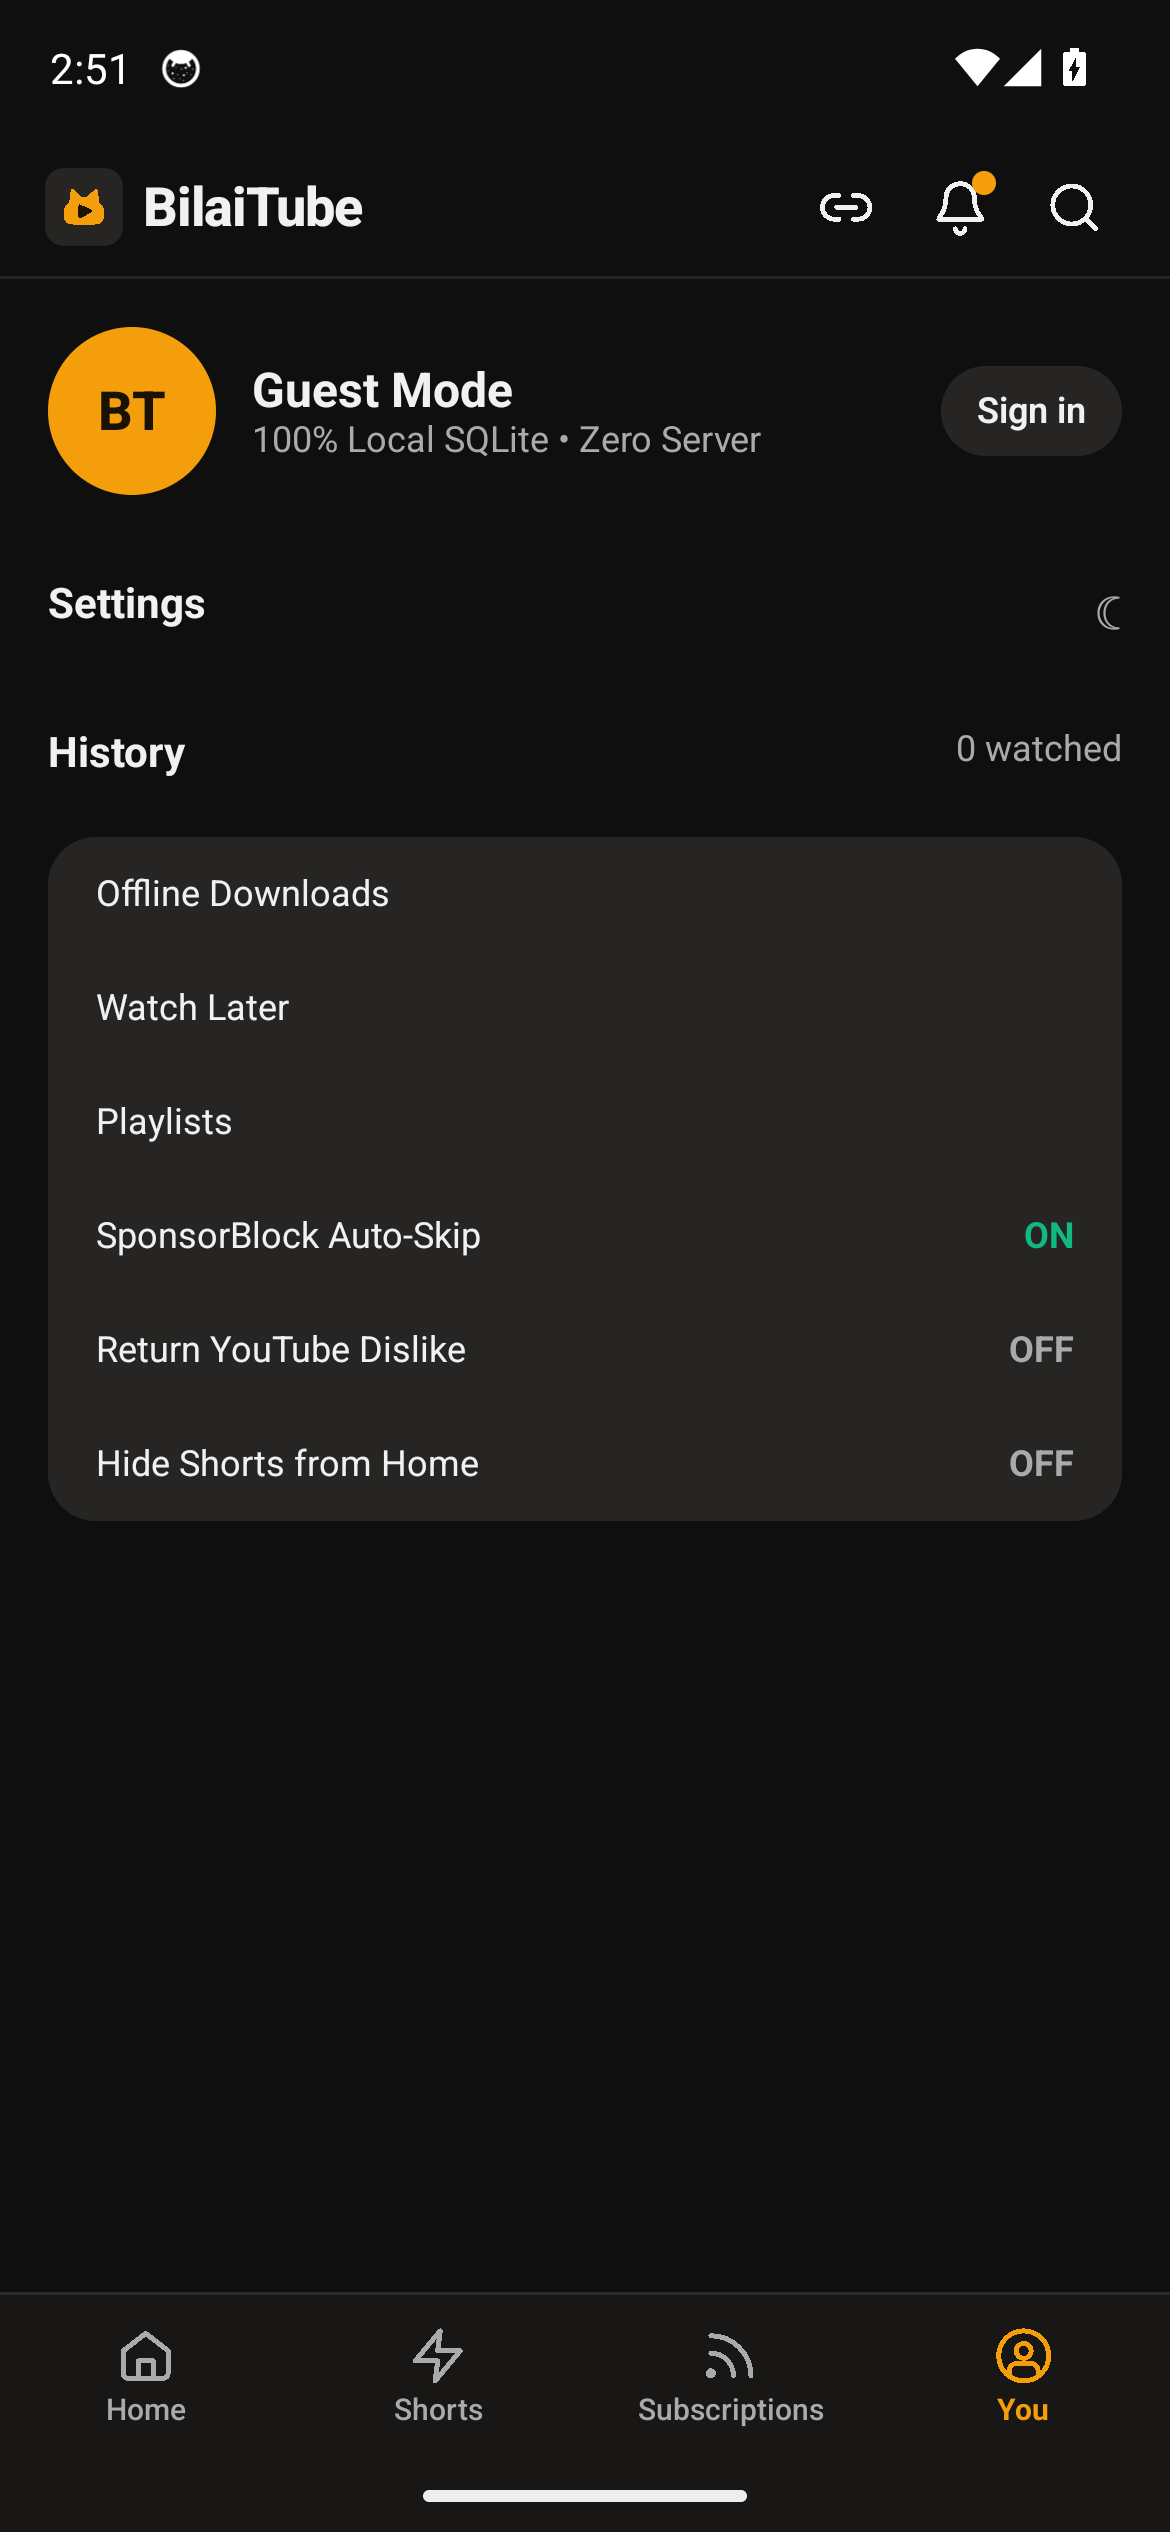 2:51
BilaiTube
BT
Guest Mode
100% Local SQLite • Zero Server
Sign in
Settings
History
0 watched
Offline Downloads
Watch Later
Playlists
SponsorBlock Auto-Skip
ON
Return YouTube Dislike
OFF
Hide Shorts from Home
OFF
Home
Shorts
Subscriptions
You